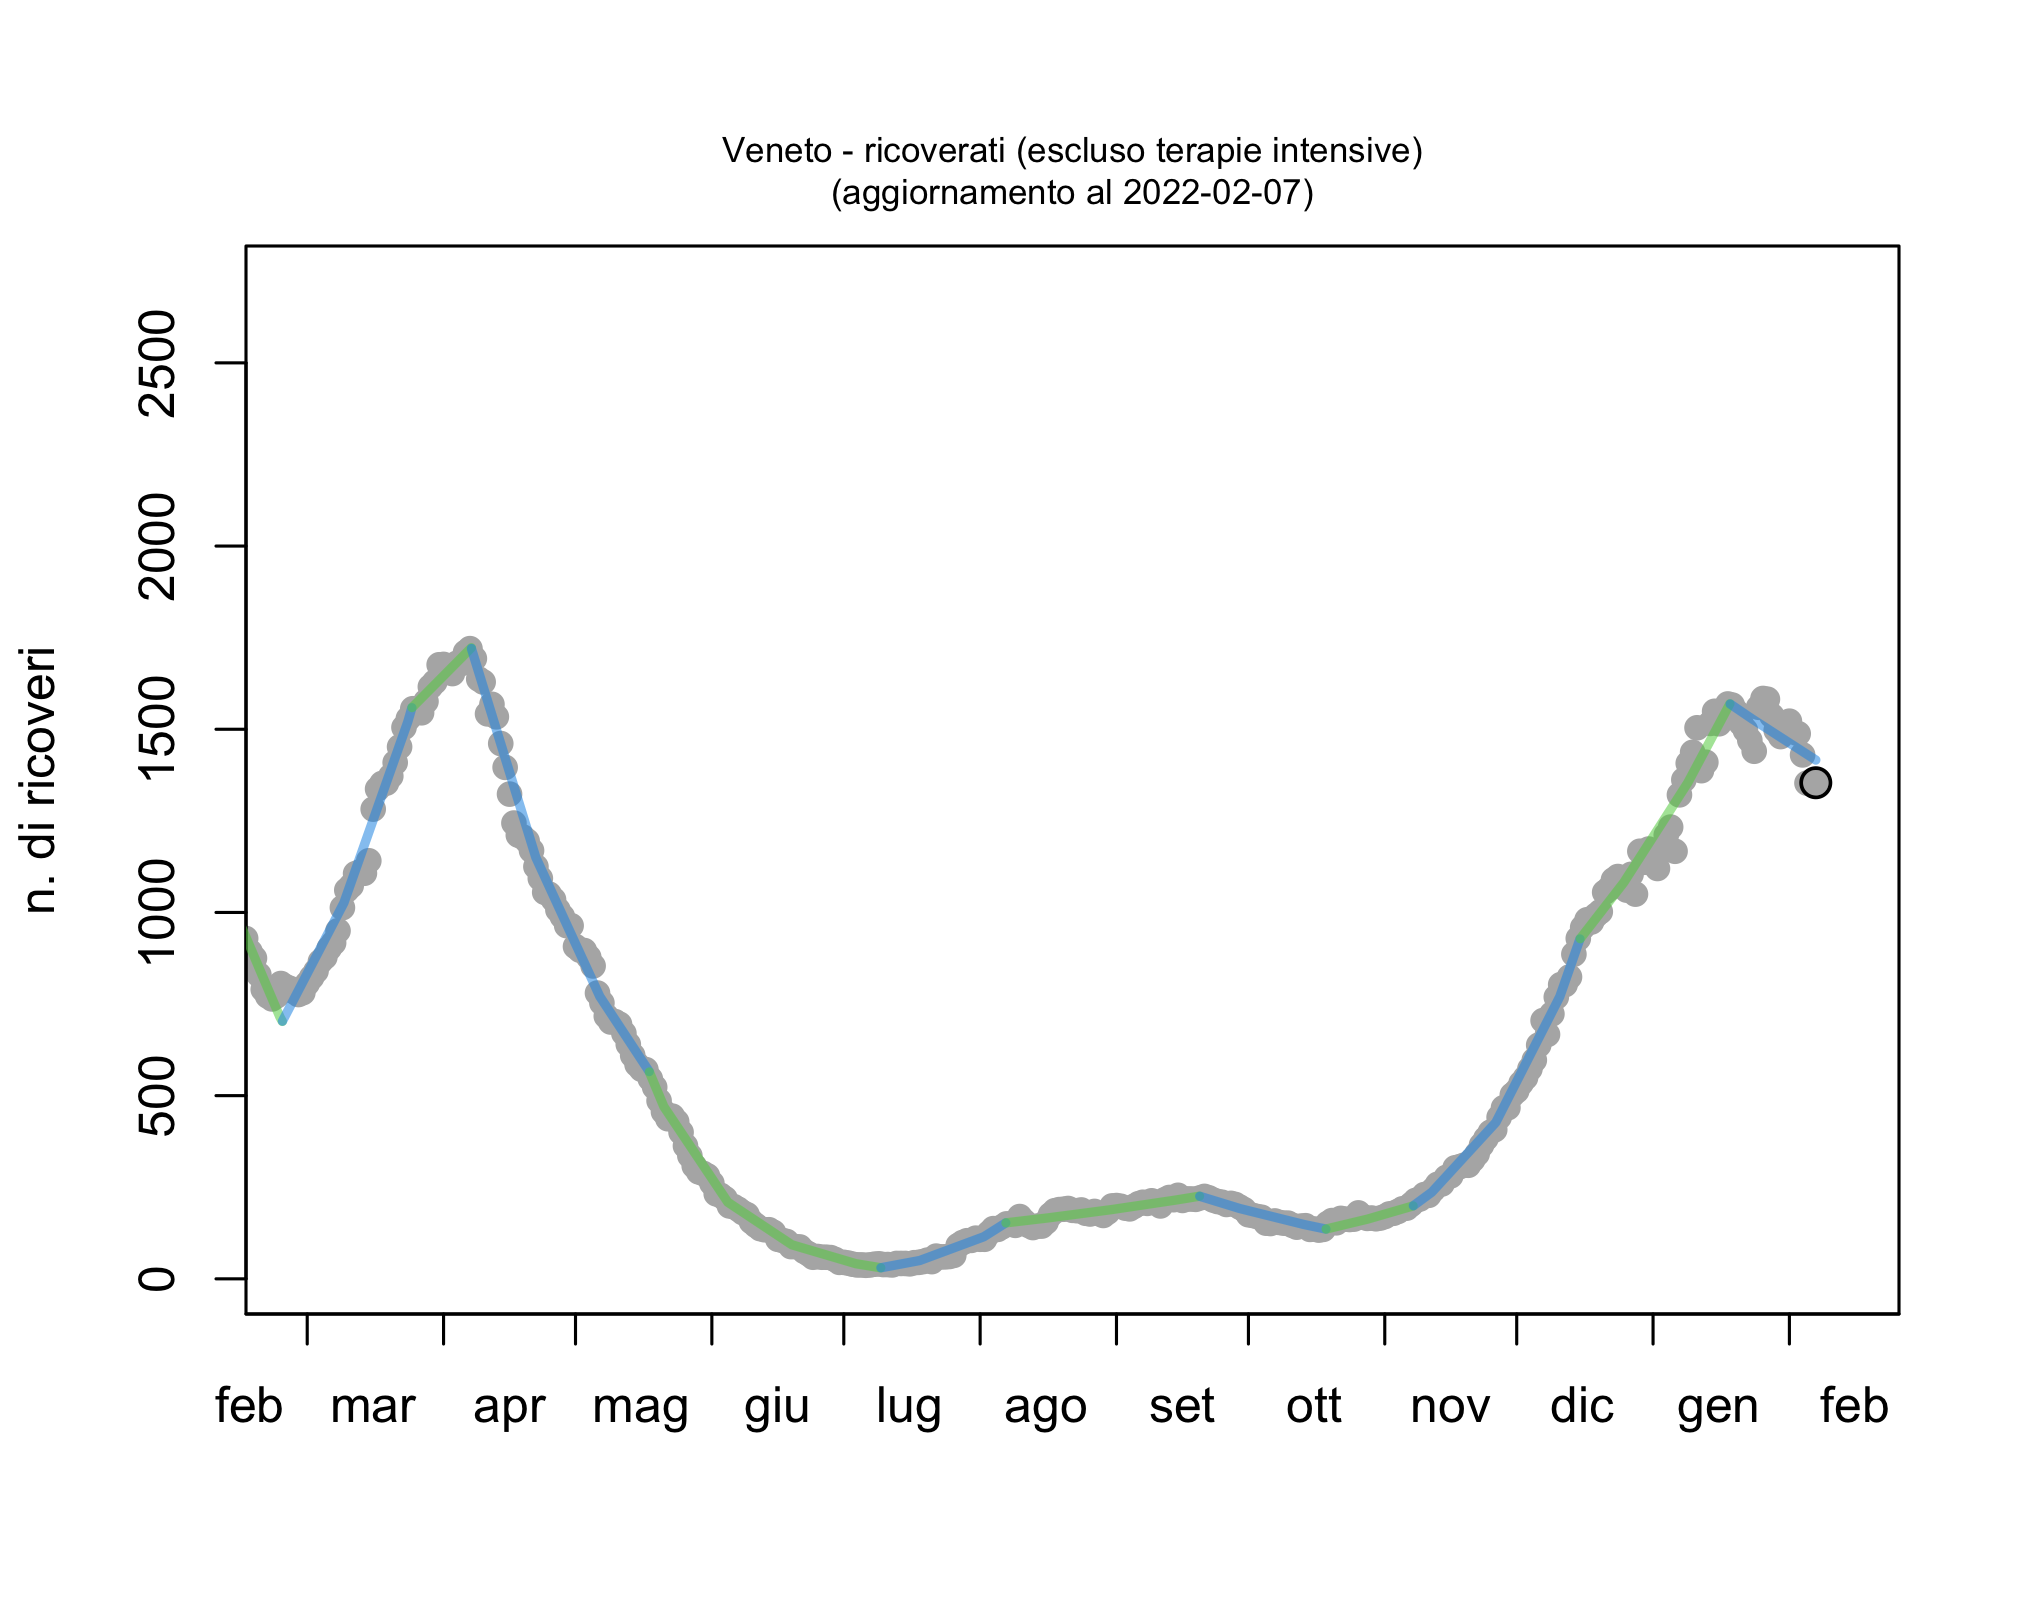 Veneto - ricoverati (escluso terapie intensive)
(aggiornamento al 2022-02-07)
n. di ricoveri
2500
2000
1500
1000
500
0
feb mar apr mag giu lug ago set ott nov dic gen feb